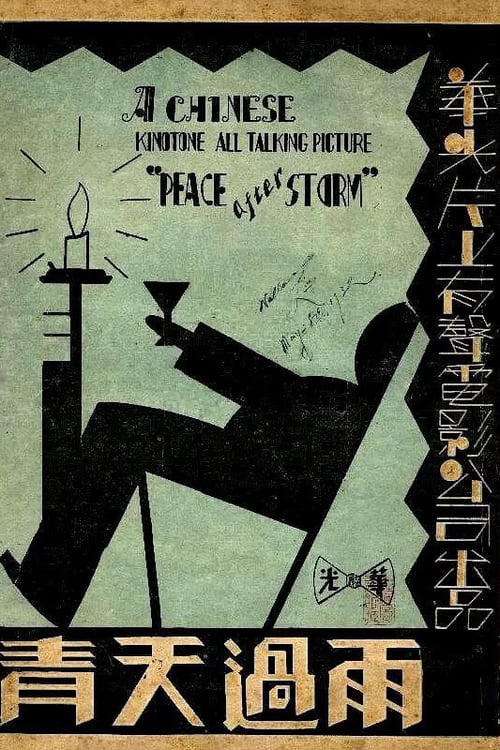 A CHINESE
KINOTONE ALL TALKING PICTURE
"PEACE after STORM"
華光片上有聲電影公司出品
華光
雨過天青